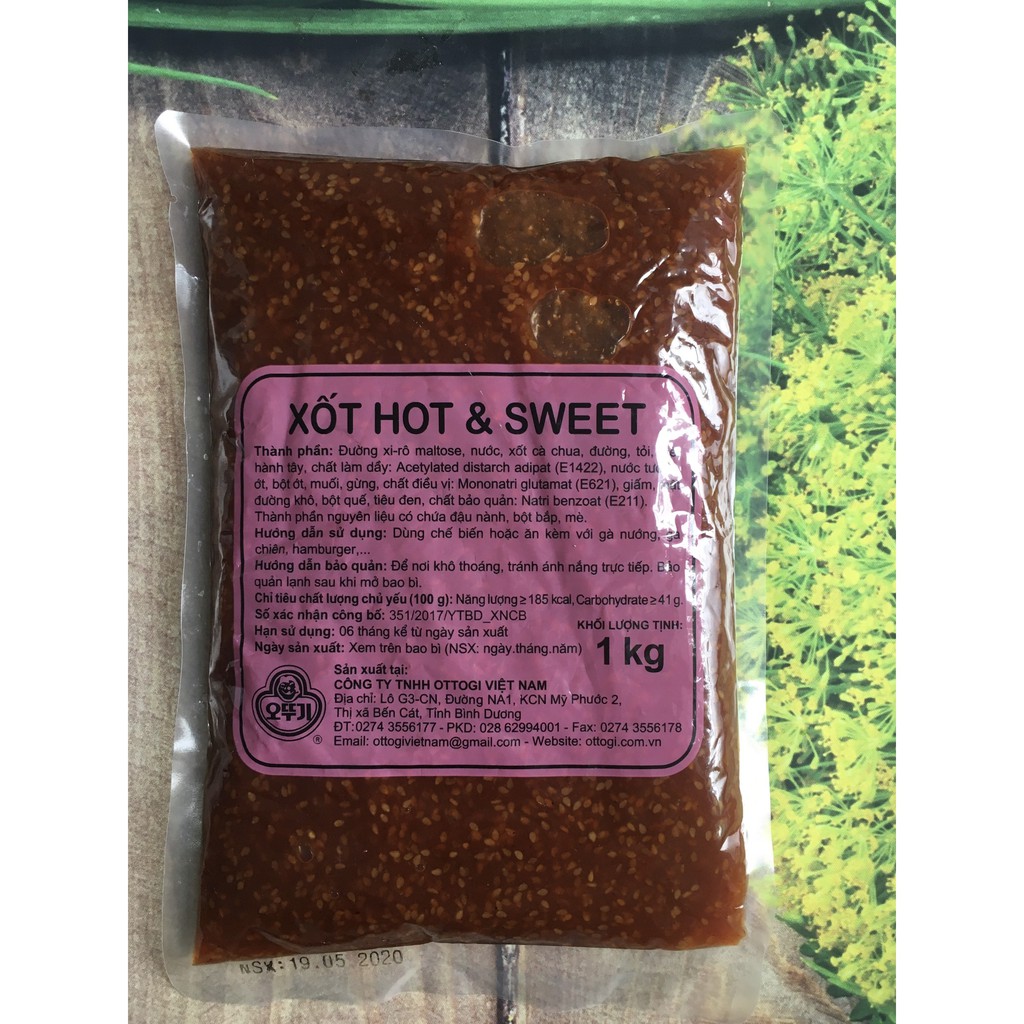 XỐT HOT & SWEET
Thành phần: Đường xi-rô maltose, nước, xốt cà chua, đường, tỏi,
hành tây, chất làm dẩy: Acetylated distarch adipat (E1422), nước
ớt, bột ớt, muối, gừng, chất điều vị: Mononatri glutamat (E621), giấm,
đường khô, bột quế, tiêu đen, chất bảo quản: Natri benzoat (E211).
Thành phần nguyên liệu có chứa đậu nành, bột bắp, mè.
Hướng dẫn sử dụng: Dùng chế biến hoặc ăn kèm với gà nướng, gà
chiên, hamburger,...
Hướng dẫn bảo quản: Để nơi khô thoáng, tránh ánh nắng trực tiếp. Bảo
quản lạnh sau khi mở bao bì.
Chỉ tiêu chất lượng chủ yếu (100 g): Năng lượng ≥ 185 kcal, Carbohydrate ≥ 41 g.
Số xác nhận công bố: 351/2017/YTBD_XNCB
Hạn sử dụng: 06 tháng kể từ ngày sản xuất
Ngày sản xuất: Xem trên bao bì (NSX: ngày.tháng.năm)
KHỐI LƯỢNG TỊNH:
1 kg
Sản xuất tại:
CÔNG TY TNHH OTTOGI VIỆT NAM
Địa chỉ: Lô G3-CN, Đường NA1, KCN Mỹ Phước 2,
Thị xã Bến Cát, Tỉnh Bình Dương
ĐT:0274 3556177 - PKD: 028 62994001 - Fax: 0274 3556178
Email: ottogivietnam@gmail.com - Website: ottogi.com.vn
오뚜기
®
NSX:19.05.2020